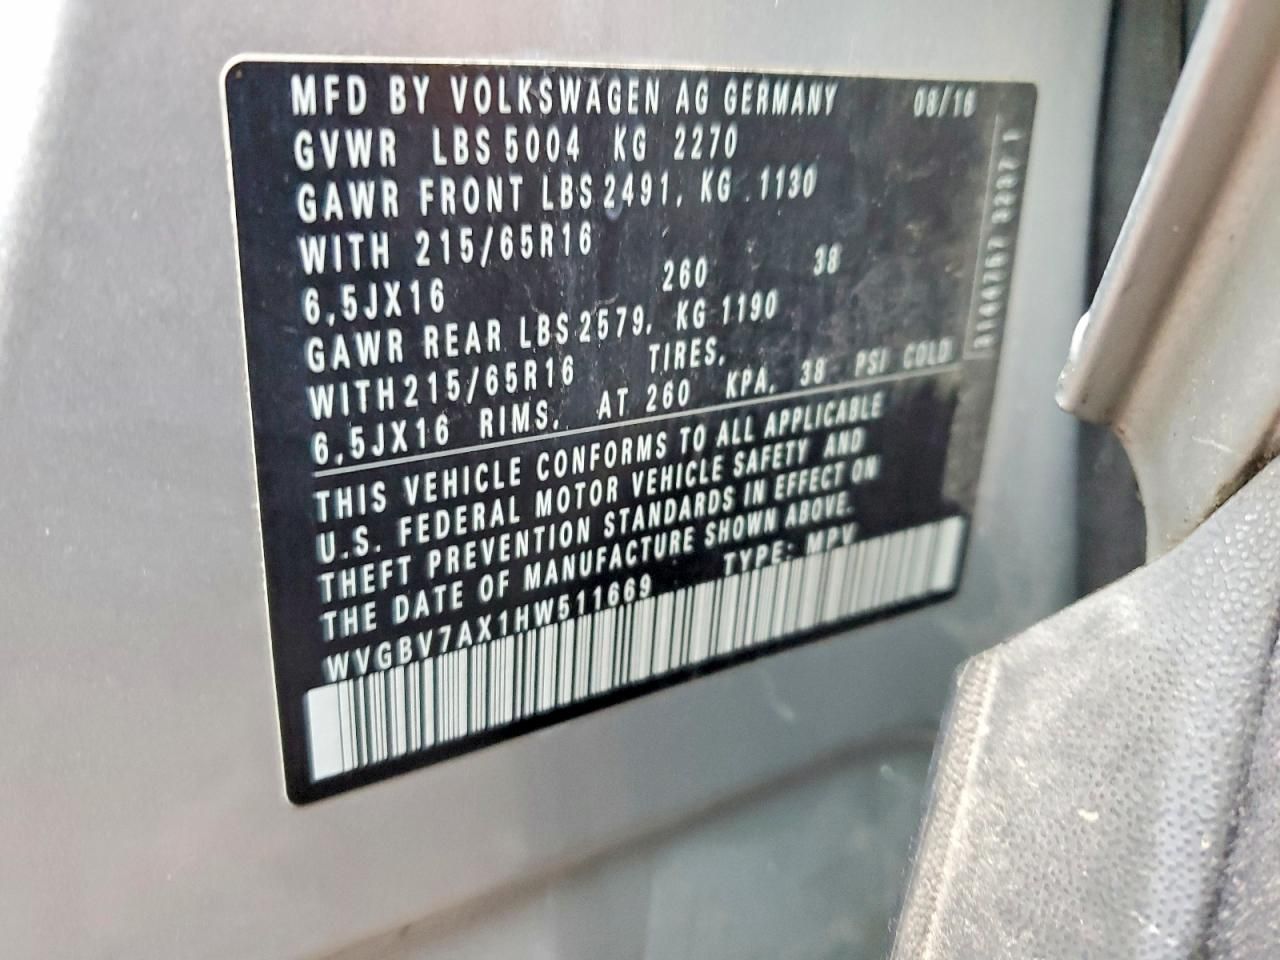 MFD BY VOLKSWAGEN AG GERMANY 08/16
GVWR LBS 5004 KG 2270
GAWR FRONT LBS 2491, KG 1130
WITH 215/65R16
6,5JX16 260 38
GAWR REAR LBS 2579, KG 1190
WITH 215/65R16 TIRES,
6,5JX16 RIMS, AT 260 KPA, 38 PSI COLD
THIS VEHICLE CONFORMS TO ALL APPLICABLE
U.S. FEDERAL MOTOR VEHICLE SAFETY AND
THEFT PREVENTION STANDARDS IN EFFECT ON
THE DATE OF MANUFACTURE SHOWN ABOVE.
WVGBV7AX1HW511669 TYPE: MPV